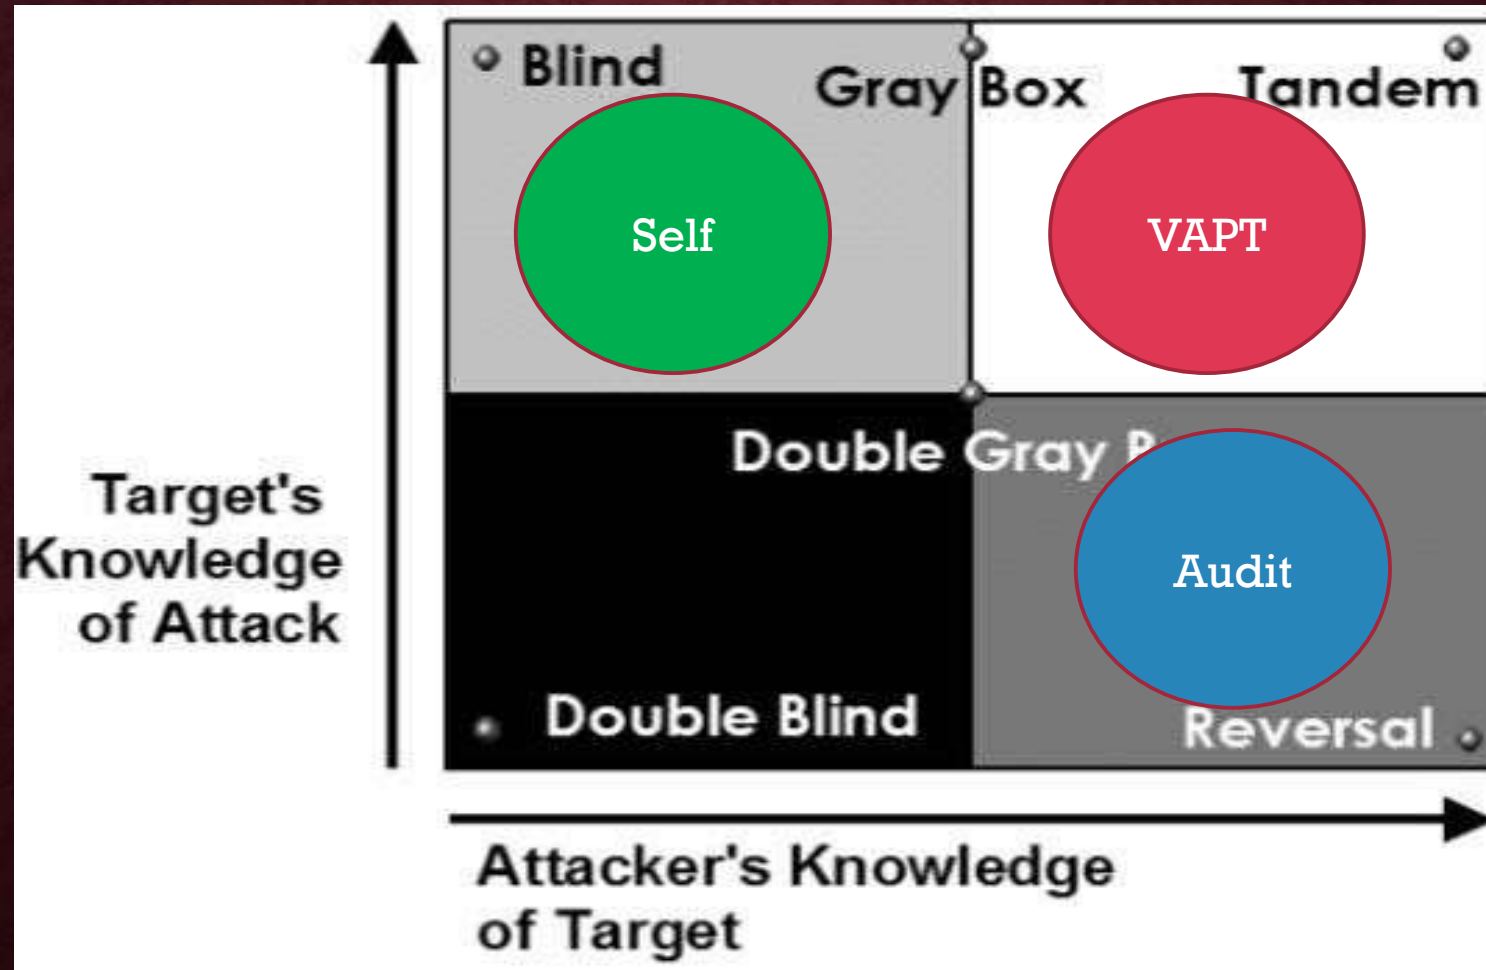 Blind
Gray Box
Tandem
Self
VAPT
Double Gray
Target's
Knowledge
of Attack
Audit
Double Blind
Reversal
Attacker's Knowledge
of Target